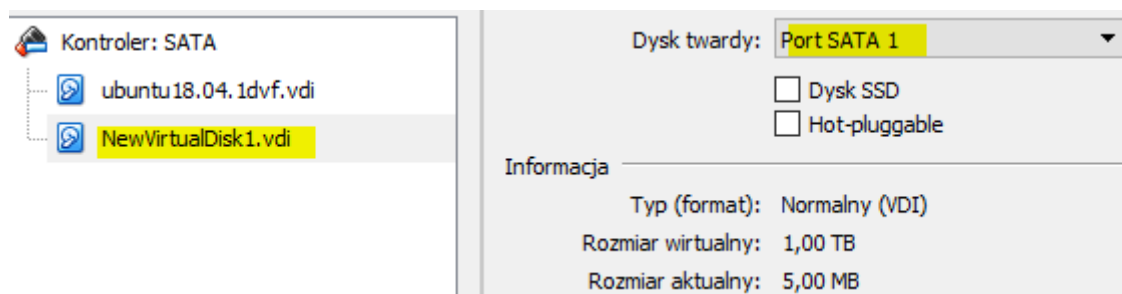 Kontroler: SATA
ubuntu18.04.1dvf.vdi
NewVirtualDisk1.vdi
Dysk twardy: Port SATA 1
Dysk SSD
Hot-pluggable
Informacja
Typ (format): Normalny (VDI)
Rozmiar wirtualny: 1,00 TB
Rozmiar aktualny: 5,00 MB